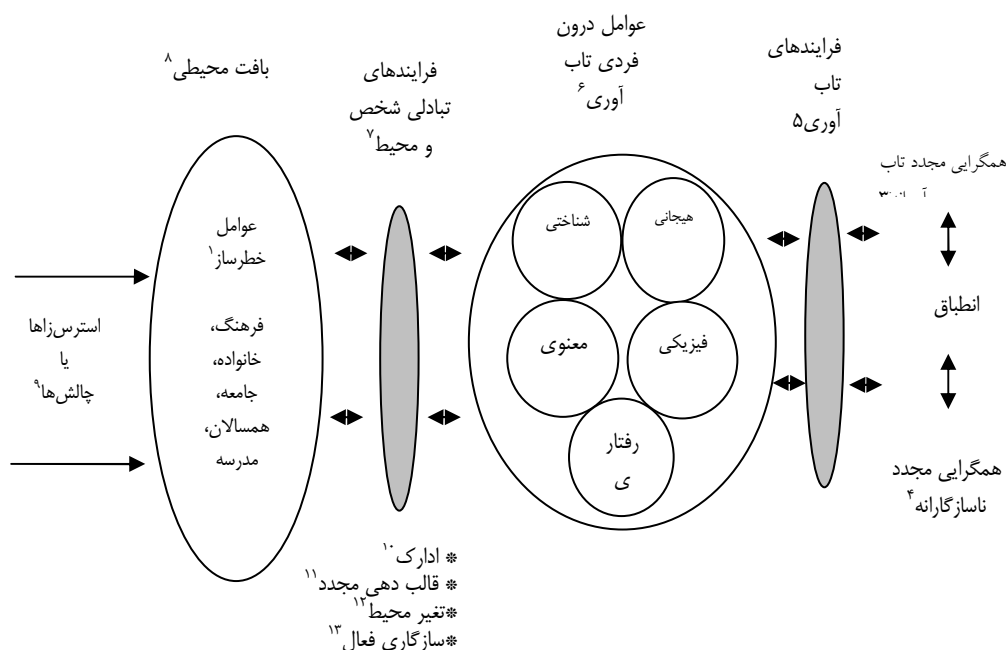 عوامل درون
فردی تاب
آوری۶
فرایندهای
تاب
آوری۵
فرایندهای
تبادلی شخص
و محیط۷
بافت محیطی۸
همگرایی مجدد تاب
۳
انطباق
همگرایی مجدد
ناسازگارانه۴
هیجانی
شناختی
فیزیکی
معنوی
رفتار
ی
عوامل
خطرساز۱
فرهنگ،
خانواده،
جامعه،
همسالان،
مدرسه
استرس‌زاها
یا
چالش‌ها۹
* ادارک۱۰
* قالب دهی مجدد۱۱
*تغیر محیط۱۲
*سازگاری فعال۱۳